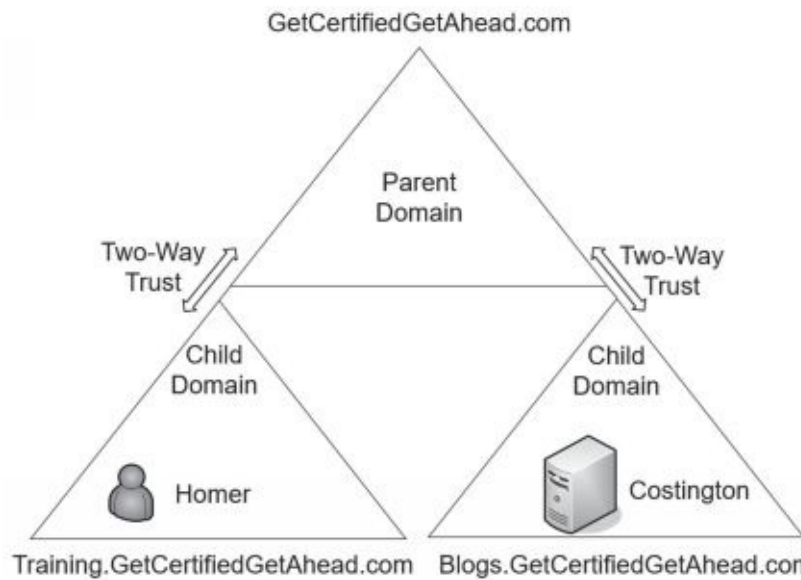 GetCertifiedGetAhead.com
Parent
Domain
Two-Way
Trust
Two-Way
Trust
Child
Domain
Child
Domain
Homer
Costington
Training.GetCertifiedGetAhead.com
Blogs.GetCertifiedGetAhead.com